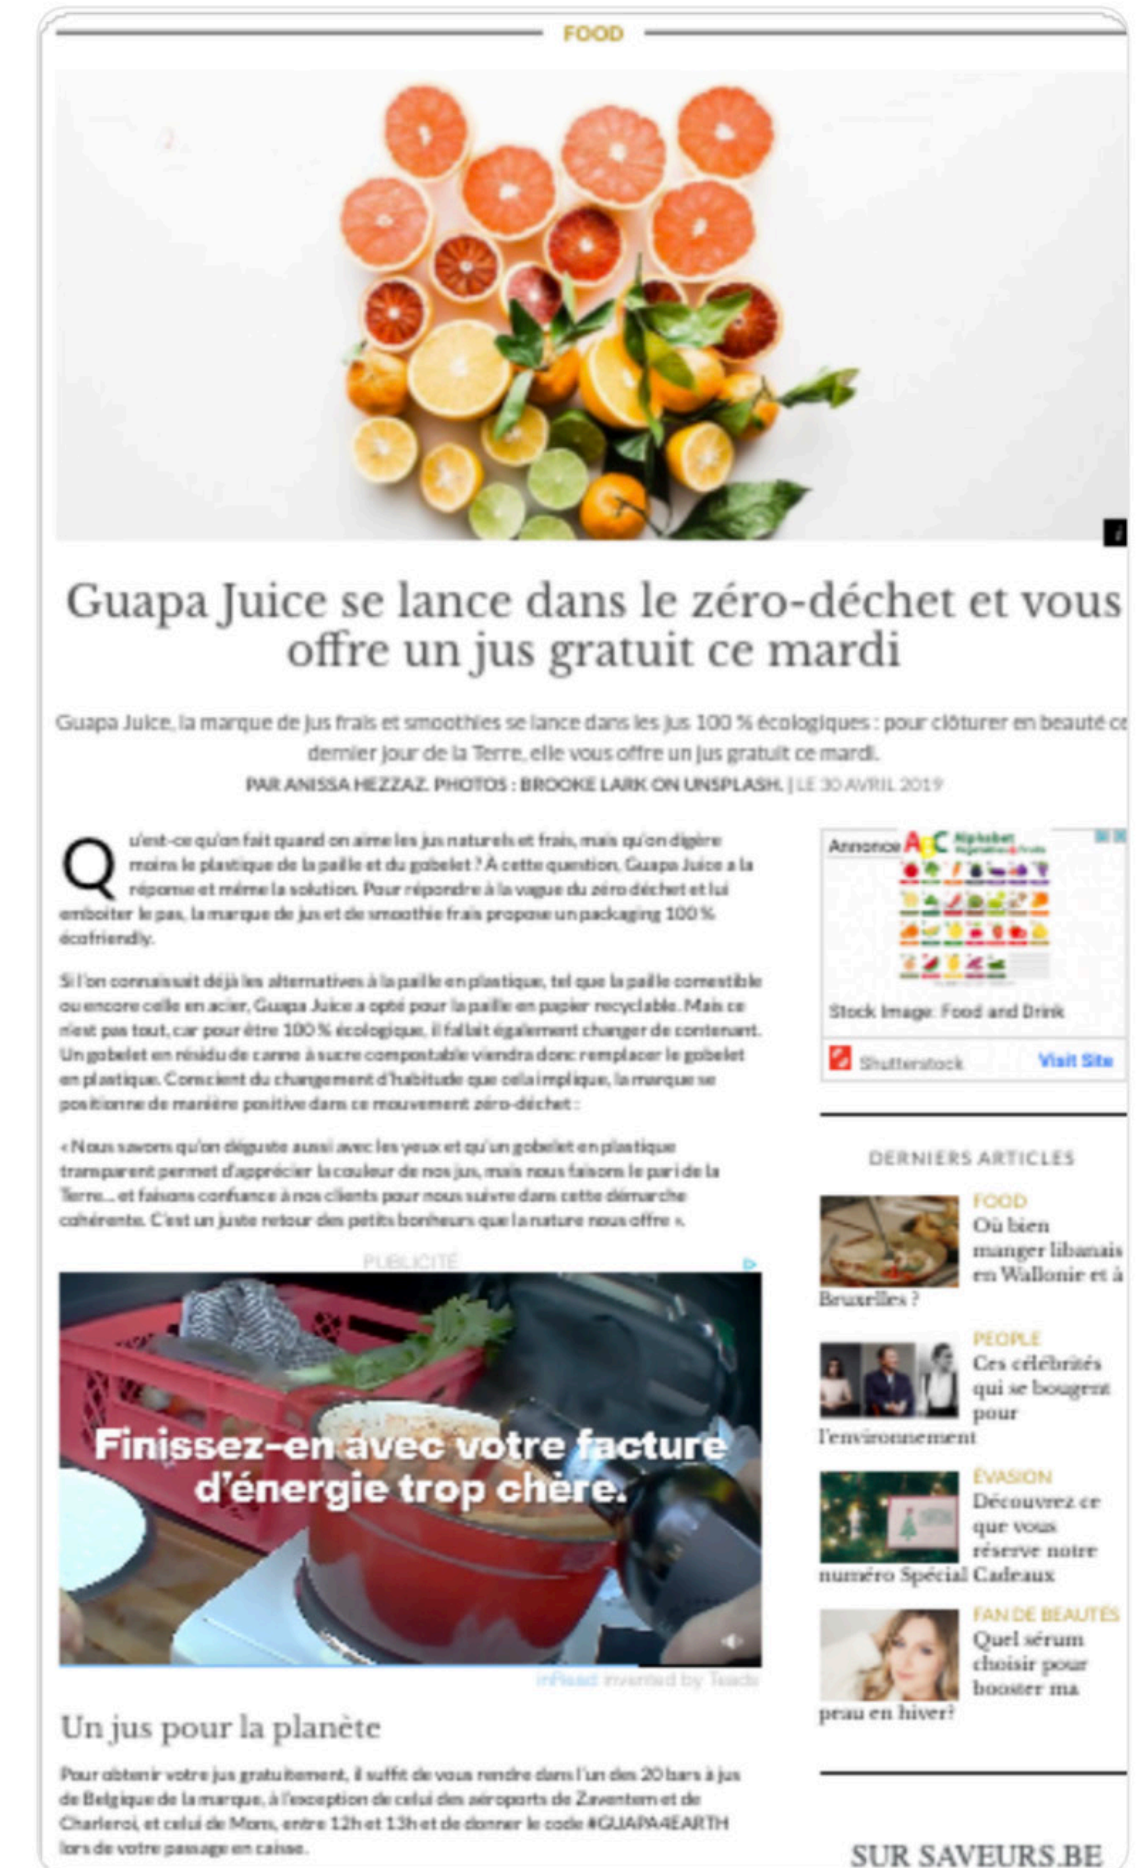 FOOD
Guapa Juice se lance dans le zéro-déchet et vous
offre un jus gratuit ce mardi
Guapa Juice, la marque de jus frais et smoothies se lance dans les jus 100 % écologiques : pour clôturer en beauté ce
dernier jour de la Terre, elle vous offre un jus gratuit ce mardi.
PAR ANISSA HEZZAZ. PHOTOS : BROOKE LARK ON UNSPLASH. | LE 30 AVRIL 2019
Qu'est-ce qu'on fait quand on aime les jus naturels et frais, mais qu'on digère
moins le plastique de la paille et du gobelet ? À cette question, Guapa Juice a la
réponse et même la solution. Pour répondre à la vague du zéro déchet et lui
emboiter le pas, la marque de jus et de smoothie frais propose un packaging 100 %
écofriendly.
Si l'on connaissait déjà les alternatives à la paille en plastique, tel que la paille comestible
ou encore celle en acier, Guapa Juice a opté pour la paille en papier recyclable. Mais ce
n'est pas tout, car pour être 100 % écologique, il fallait également changer de contenant.
Un gobelet en résidu de canne à sucre compostable viendra donc remplacer le gobelet
en plastique. Conscient du changement d'habitude que cela implique, la marque se
positionne de manière positive dans ce mouvement zéro-déchet :
« Nous savons qu'on déguste aussi avec les yeux et qu'un gobelet en plastique
transparent permet d'apprécier la couleur de nos jus, mais nous faisons le pari de la
Terre... et faisons confiance à nos clients pour nous suivre dans cette démarche
cohérente. C'est un juste retour des petits bonheurs que la nature nous offre ».
PUBLICITÉ
Finissez-en avec votre facture
d'énergie trop chère.
inRead invented by Teads
Un jus pour la planète
Pour obtenir votre jus gratuitement, il suffit de vous rendre dans l'un des 20 bars à jus
de Belgique de la marque, à l'exception de celui des aéroports de Zaventem et de
Charleroi, et celui de Mons, entre 12h et 13h et de donner le code #GUAPA4EARTH
lors de votre passage en caisse.
Annonce
ABC Alphabet
Stock Image: Food and Drink
Shutterstock
Visit Site
DERNIERS ARTICLES
FOOD
Où bien
manger libanais
en Wallonie et à
Bruxelles ?
PEOPLE
Ces célébrités
qui se bougent
pour
l'environnement
ÉVASION
Découvrez ce
que vous
réserve notre
numéro Spécial Cadeaux
FAN DE BEAUTÉS
Quel sérum
choisir pour
booster ma
peau en hiver?
SUR SAVEURS.BE